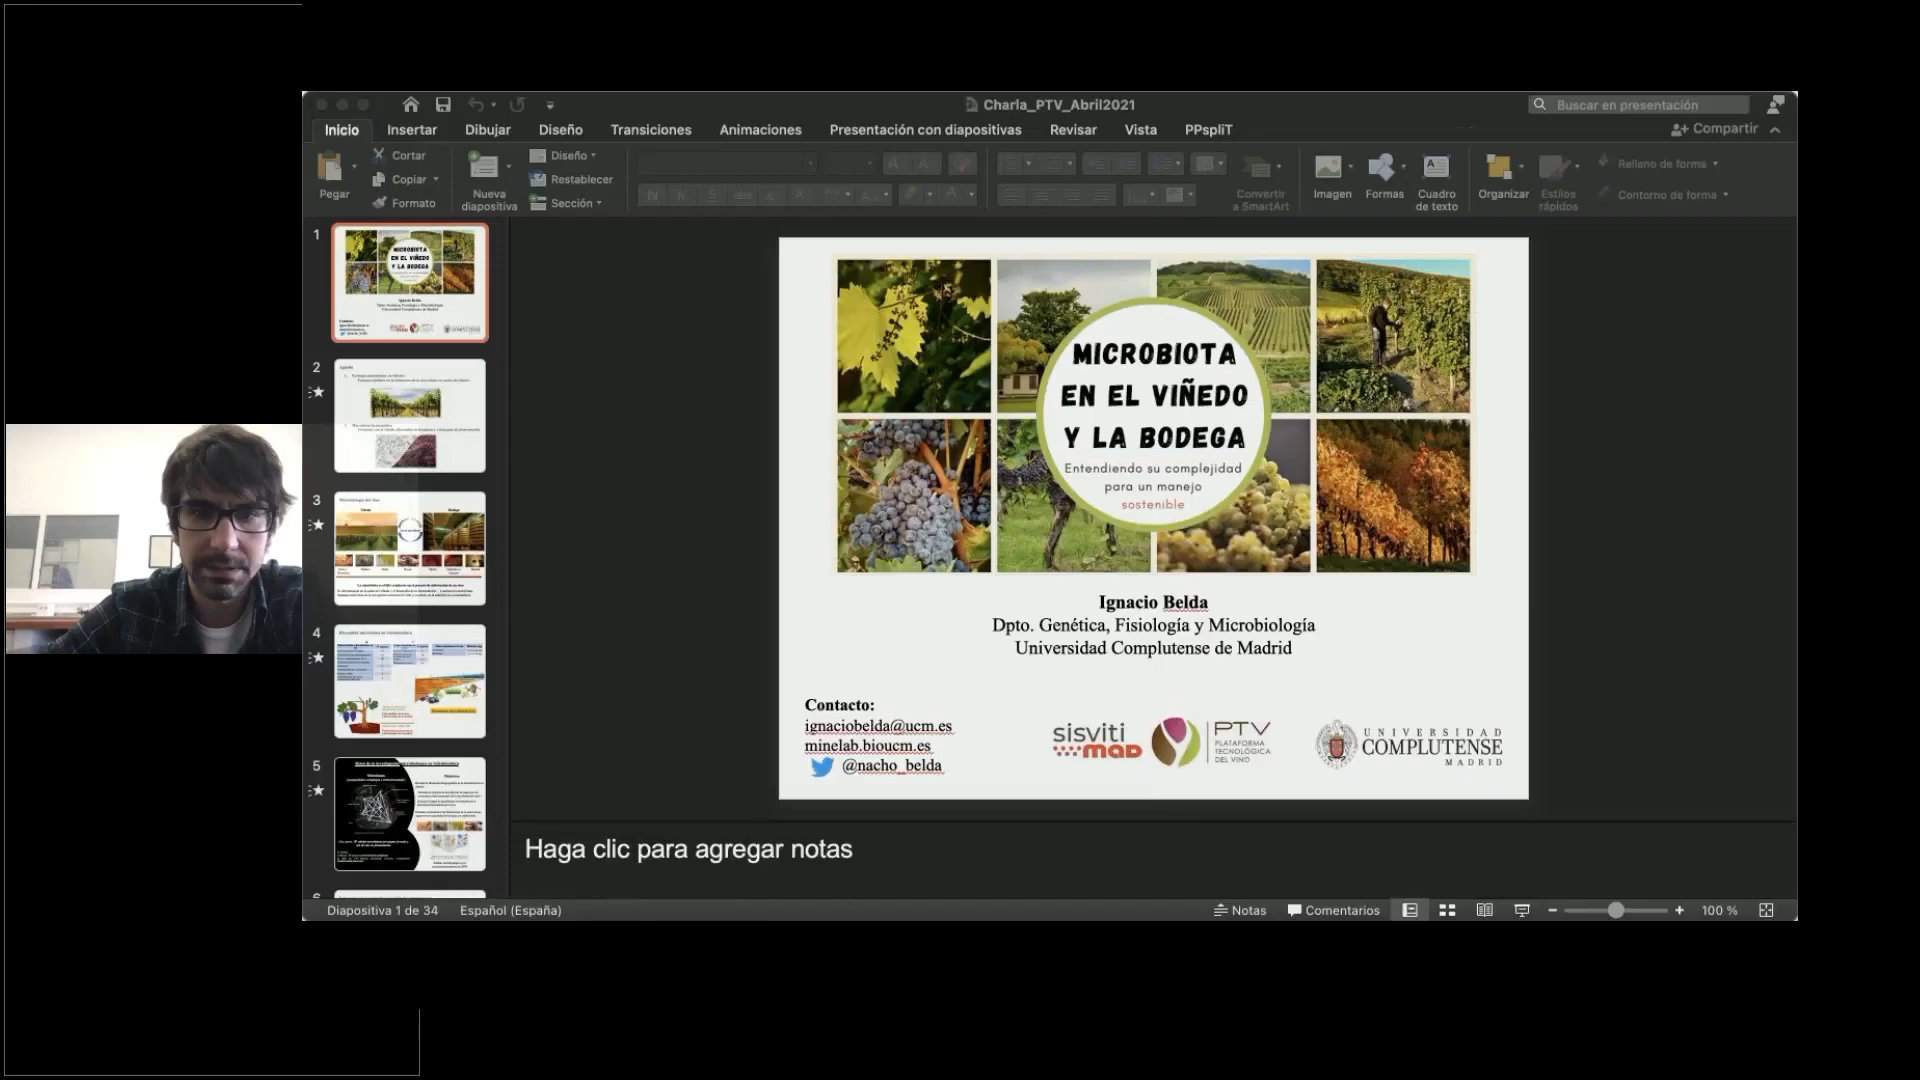 Charla_PTV_Abril2021
Buscar en presentación
Inicio
Insertar
Dibujar
Diseño
Transiciones
Animaciones
Presentación con diapositivas
Revisar
Vista
PPspliT
Compartir
Pegar
Cortar
Copiar
Formato
Nueva
diapositiva
Diseño
Restablecer
Sección
Convertir
a SmartArt
Imagen
Formas
Cuadro
de texto
Organizar
Estilos
rápidos
Relleno de forma
Contorno de forma
1
2
3
4
5
MICROBIOTA
EN EL VIÑEDO
Y LA BODEGA
Entendiendo su complejidad
para un manejo
sostenible
Ignacio Belda
Dpto. Genética, Fisiología y Microbiología
Universidad Complutense de Madrid
Contacto:
ignaciobelda@ucm.es
minelab.bioucm.es
@nacho_belda
sisviti
mad
PTV
PLATAFORMA
TECNOLÓGICA
DEL VINO
UNIVERSIDAD
COMPLUTENSE
MADRID
Haga clic para agregar notas
Diapositiva 1 de 34
Español (España)
Notas
Comentarios
100 %